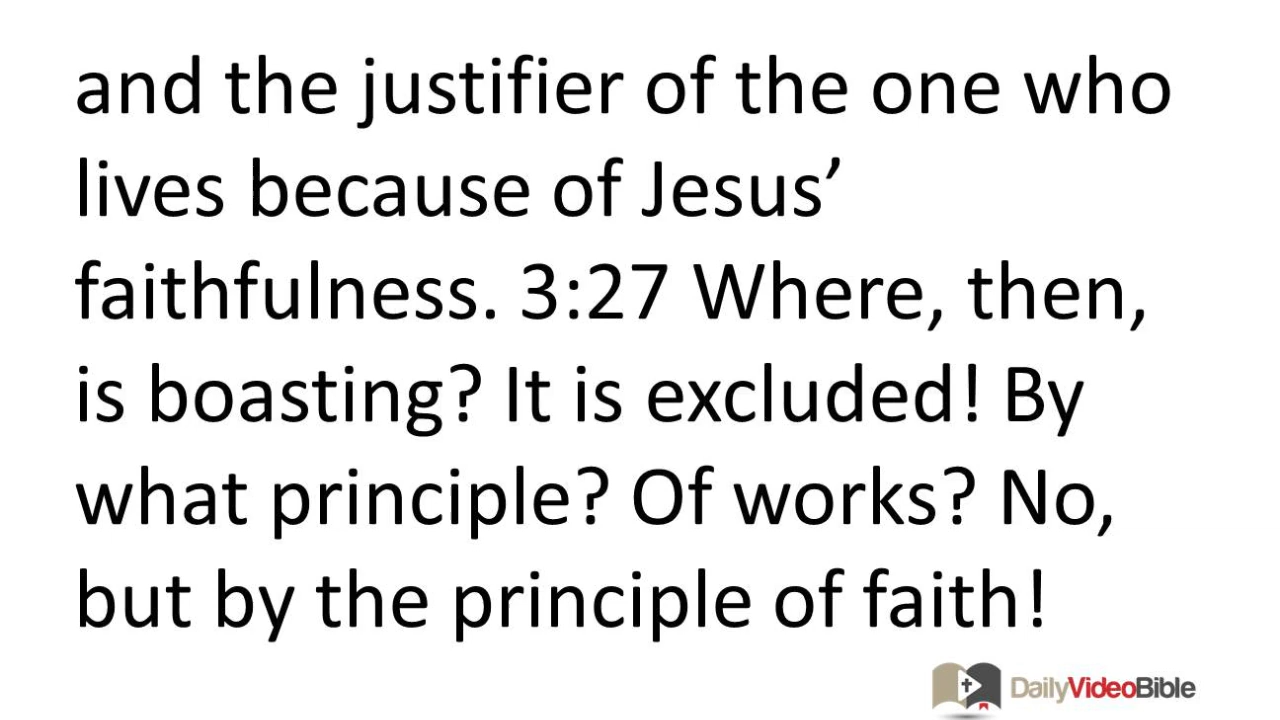 and the justifier of the one who
lives because of Jesus’
faithfulness. 3:27 Where, then,
is boasting? It is excluded! By
what principle? Of works? No,
but by the principle of faith!
DailyVideoBible